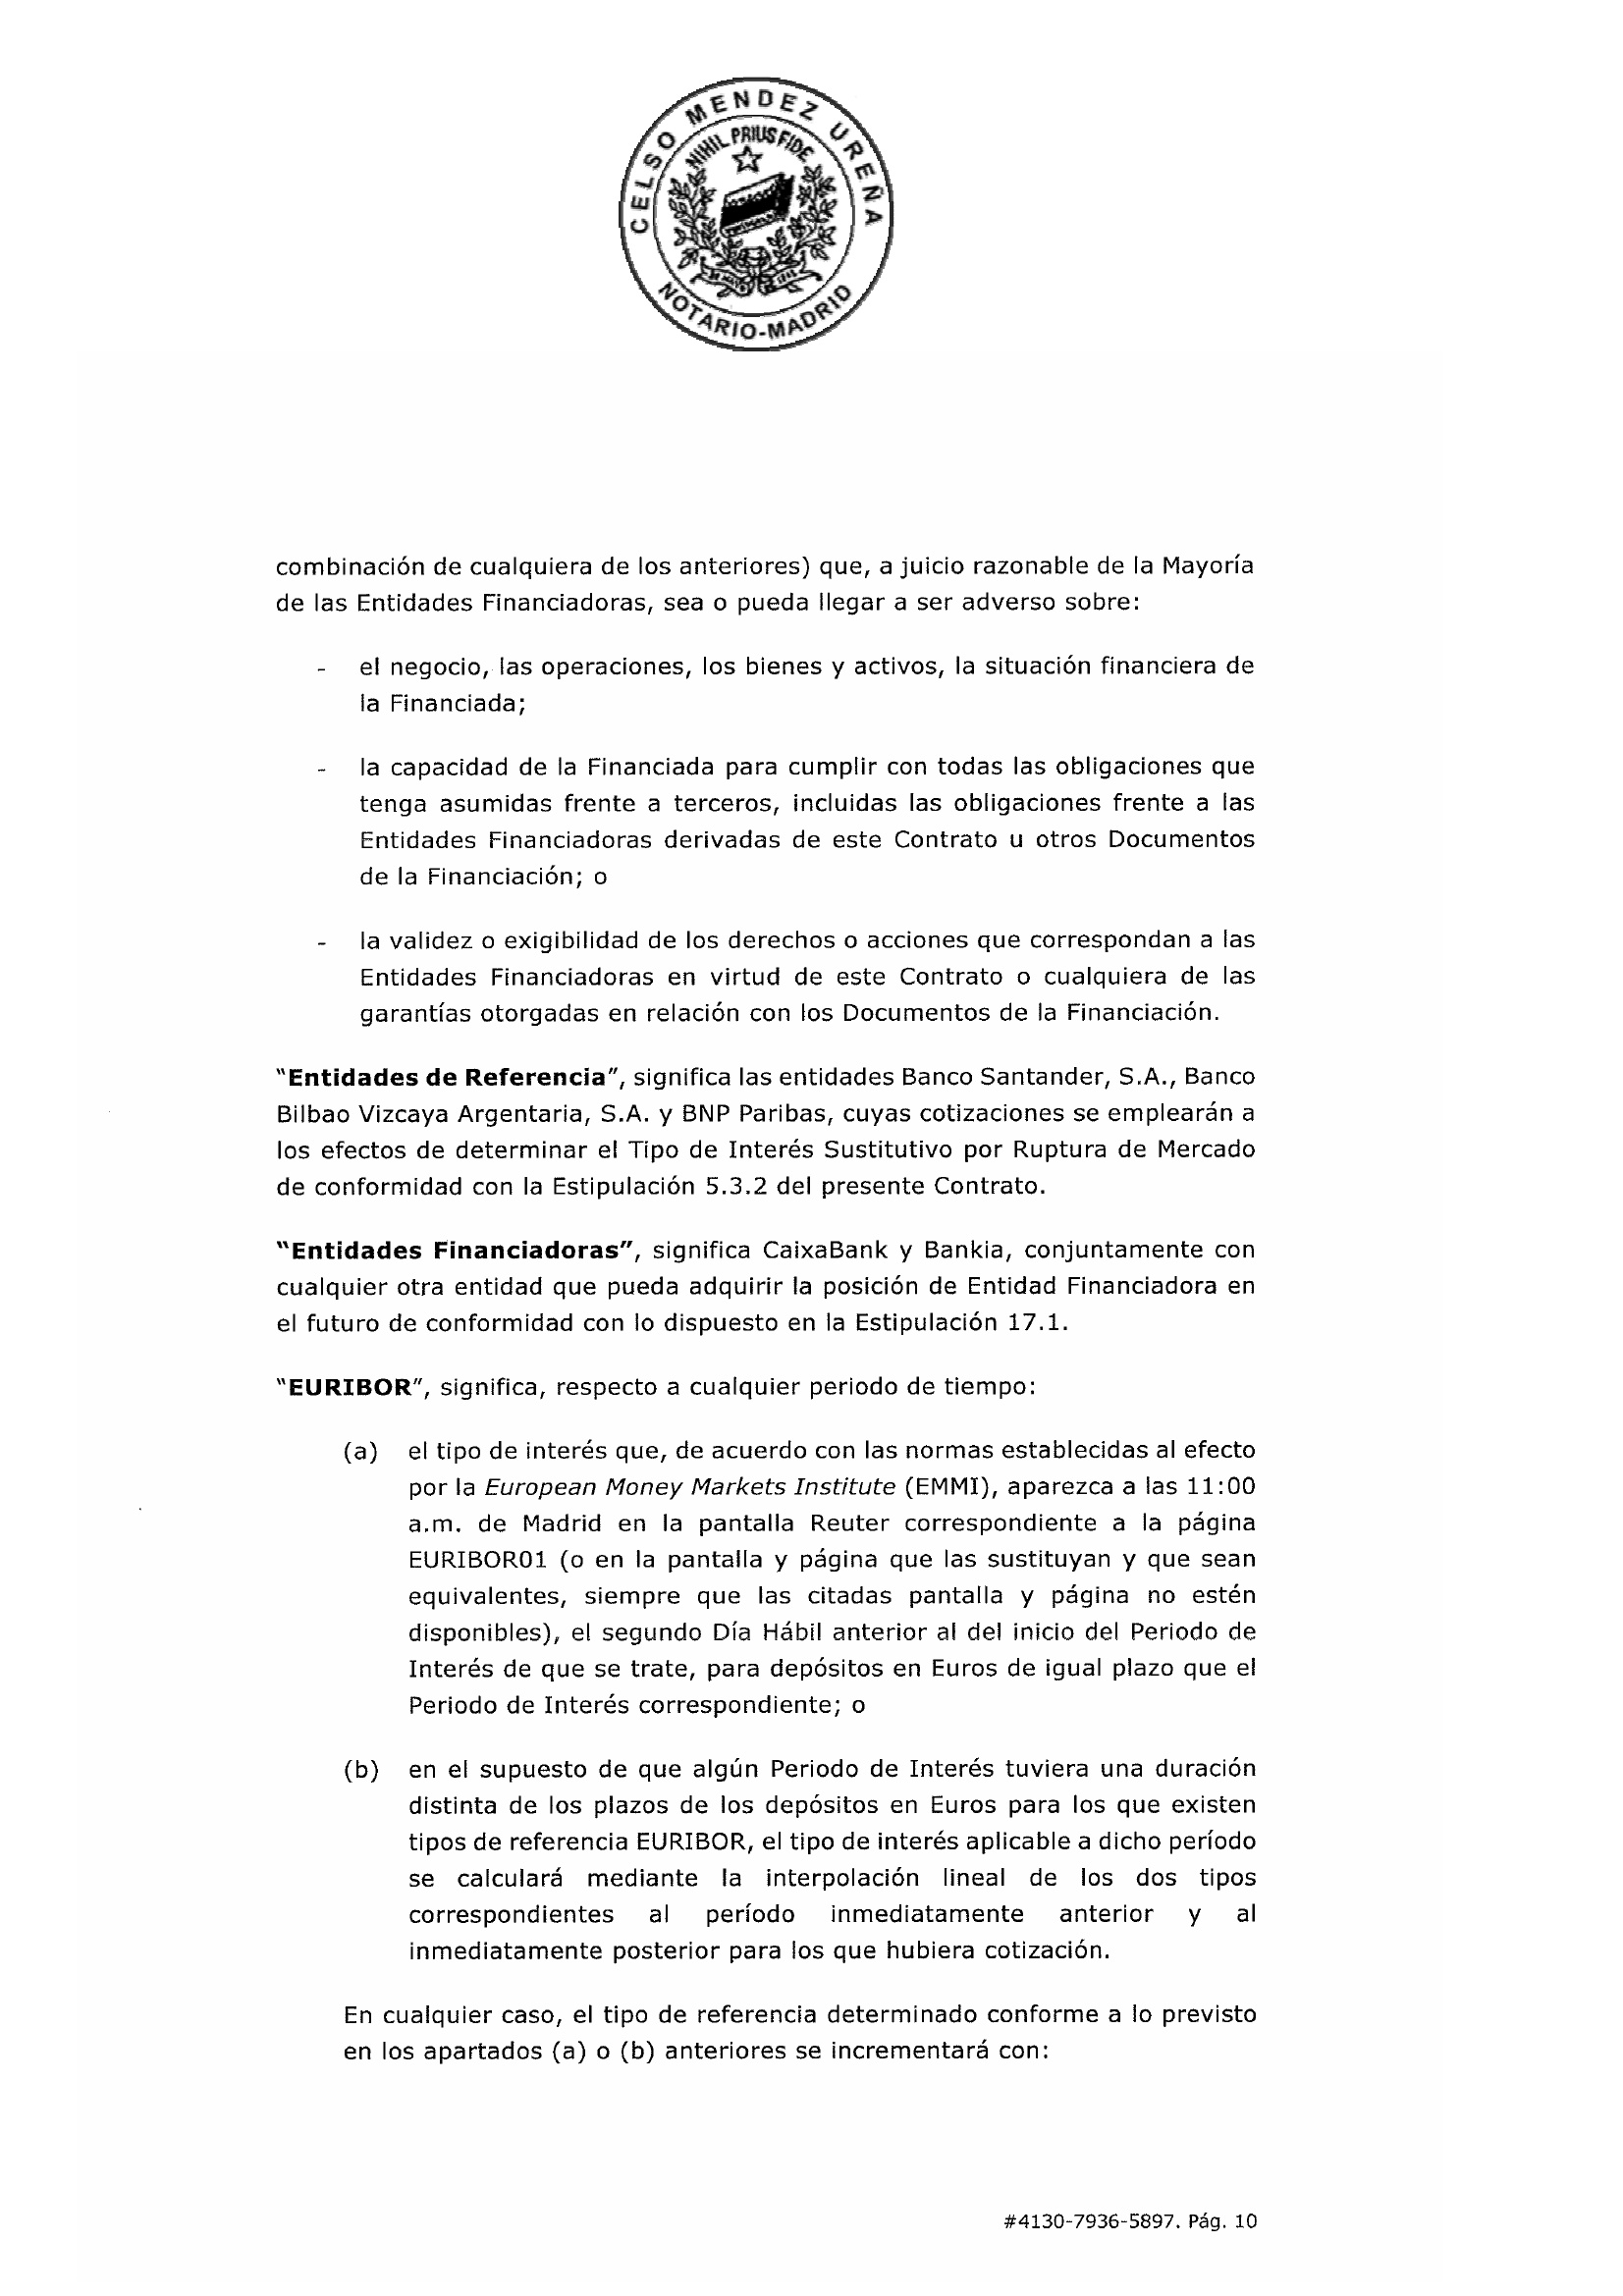 CELSO MENDEZ UREÑA
NIHIL PRIUS FIDE
NOTARIO-MADRID
combinación de cualquiera de los anteriores) que, a juicio razonable de la Mayoría
de las Entidades Financiadoras, sea o pueda llegar a ser adverso sobre:
- el negocio, las operaciones, los bienes y activos, la situación financiera de
la Financiada;
- la capacidad de la Financiada para cumplir con todas las obligaciones que
tenga asumidas frente a terceros, incluidas las obligaciones frente a las
Entidades Financiadoras derivadas de este Contrato u otros Documentos
de la Financiación; o
- la validez o exigibilidad de los derechos o acciones que correspondan a las
Entidades Financiadoras en virtud de este Contrato o cualquiera de las
garantías otorgadas en relación con los Documentos de la Financiación.
"Entidades de Referencia", significa las entidades Banco Santander, S.A., Banco
Bilbao Vizcaya Argentaria, S.A. y BNP Paribas, cuyas cotizaciones se emplearán a
los efectos de determinar el Tipo de Interés Sustitutivo por Ruptura de Mercado
de conformidad con la Estipulación 5.3.2 del presente Contrato.
"Entidades Financiadoras", significa CaixaBank y Bankia, conjuntamente con
cualquier otra entidad que pueda adquirir la posición de Entidad Financiadora en
el futuro de conformidad con lo dispuesto en la Estipulación 17.1.
"EURIBOR", significa, respecto a cualquier periodo de tiempo:
(a) el tipo de interés que, de acuerdo con las normas establecidas al efecto
por la European Money Markets Institute (EMMI), aparezca a las 11:00
a.m. de Madrid en la pantalla Reuter correspondiente a la página
EURIBOR01 (o en la pantalla y página que las sustituyan y que sean
equivalentes, siempre que las citadas pantalla y página no estén
disponibles), el segundo Día Hábil anterior al del inicio del Periodo de
Interés de que se trate, para depósitos en Euros de igual plazo que el
Periodo de Interés correspondiente; o
(b) en el supuesto de que algún Periodo de Interés tuviera una duración
distinta de los plazos de los depósitos en Euros para los que existen
tipos de referencia EURIBOR, el tipo de interés aplicable a dicho período
se calculará mediante la interpolación lineal de los dos tipos
correspondientes al período inmediatamente anterior y al
inmediatamente posterior para los que hubiera cotización.
En cualquier caso, el tipo de referencia determinado conforme a lo previsto
en los apartados (a) o (b) anteriores se incrementará con:
#4130-7936-5897. Pág. 10